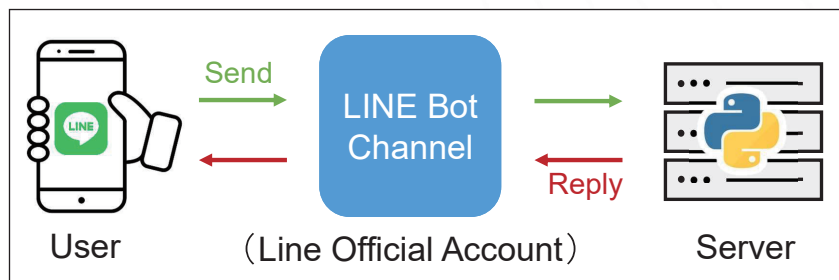 Send
LINE
LINE Bot
Channel
Reply
User
（Line Official Account）
Server